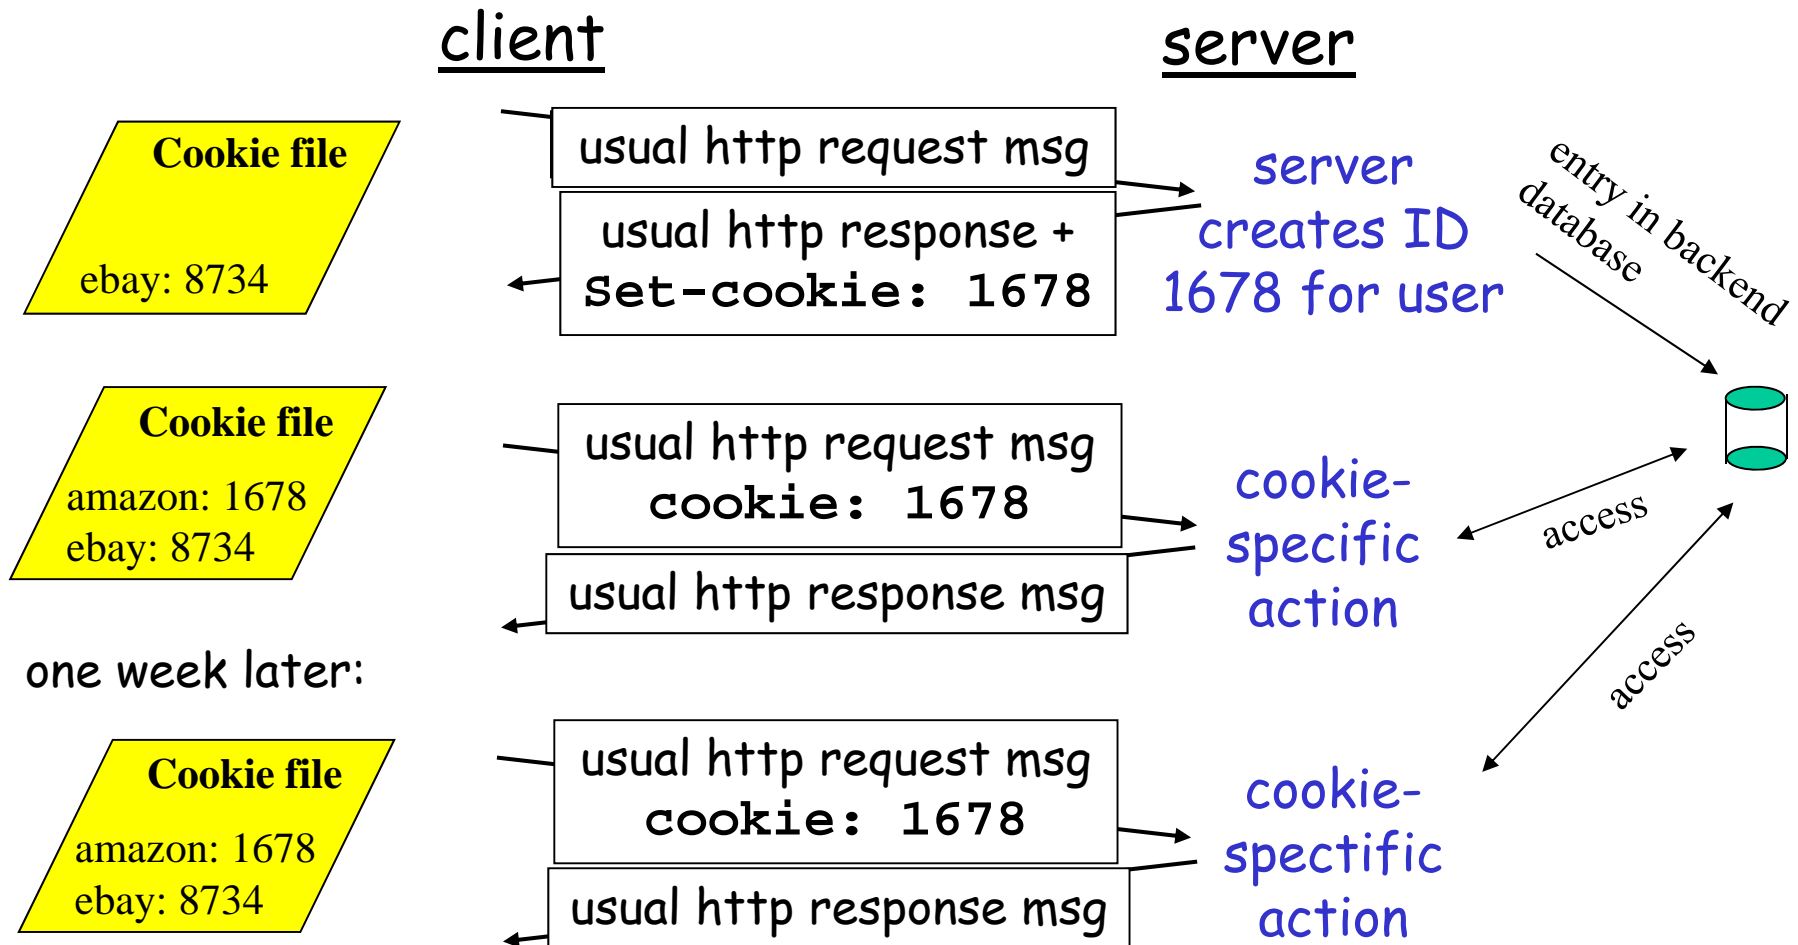 client
server
Cookie file
ebay: 8734
usual http request msg
usual http response +
Set-cookie: 1678
server
creates ID
1678 for user
entry in backend
database
Cookie file
amazon: 1678
ebay: 8734
usual http request msg
cookie: 1678
usual http response msg
cookie-
specific
action
access
one week later:
access
Cookie file
amazon: 1678
ebay: 8734
usual http request msg
cookie: 1678
usual http response msg
cookie-
spectific
action